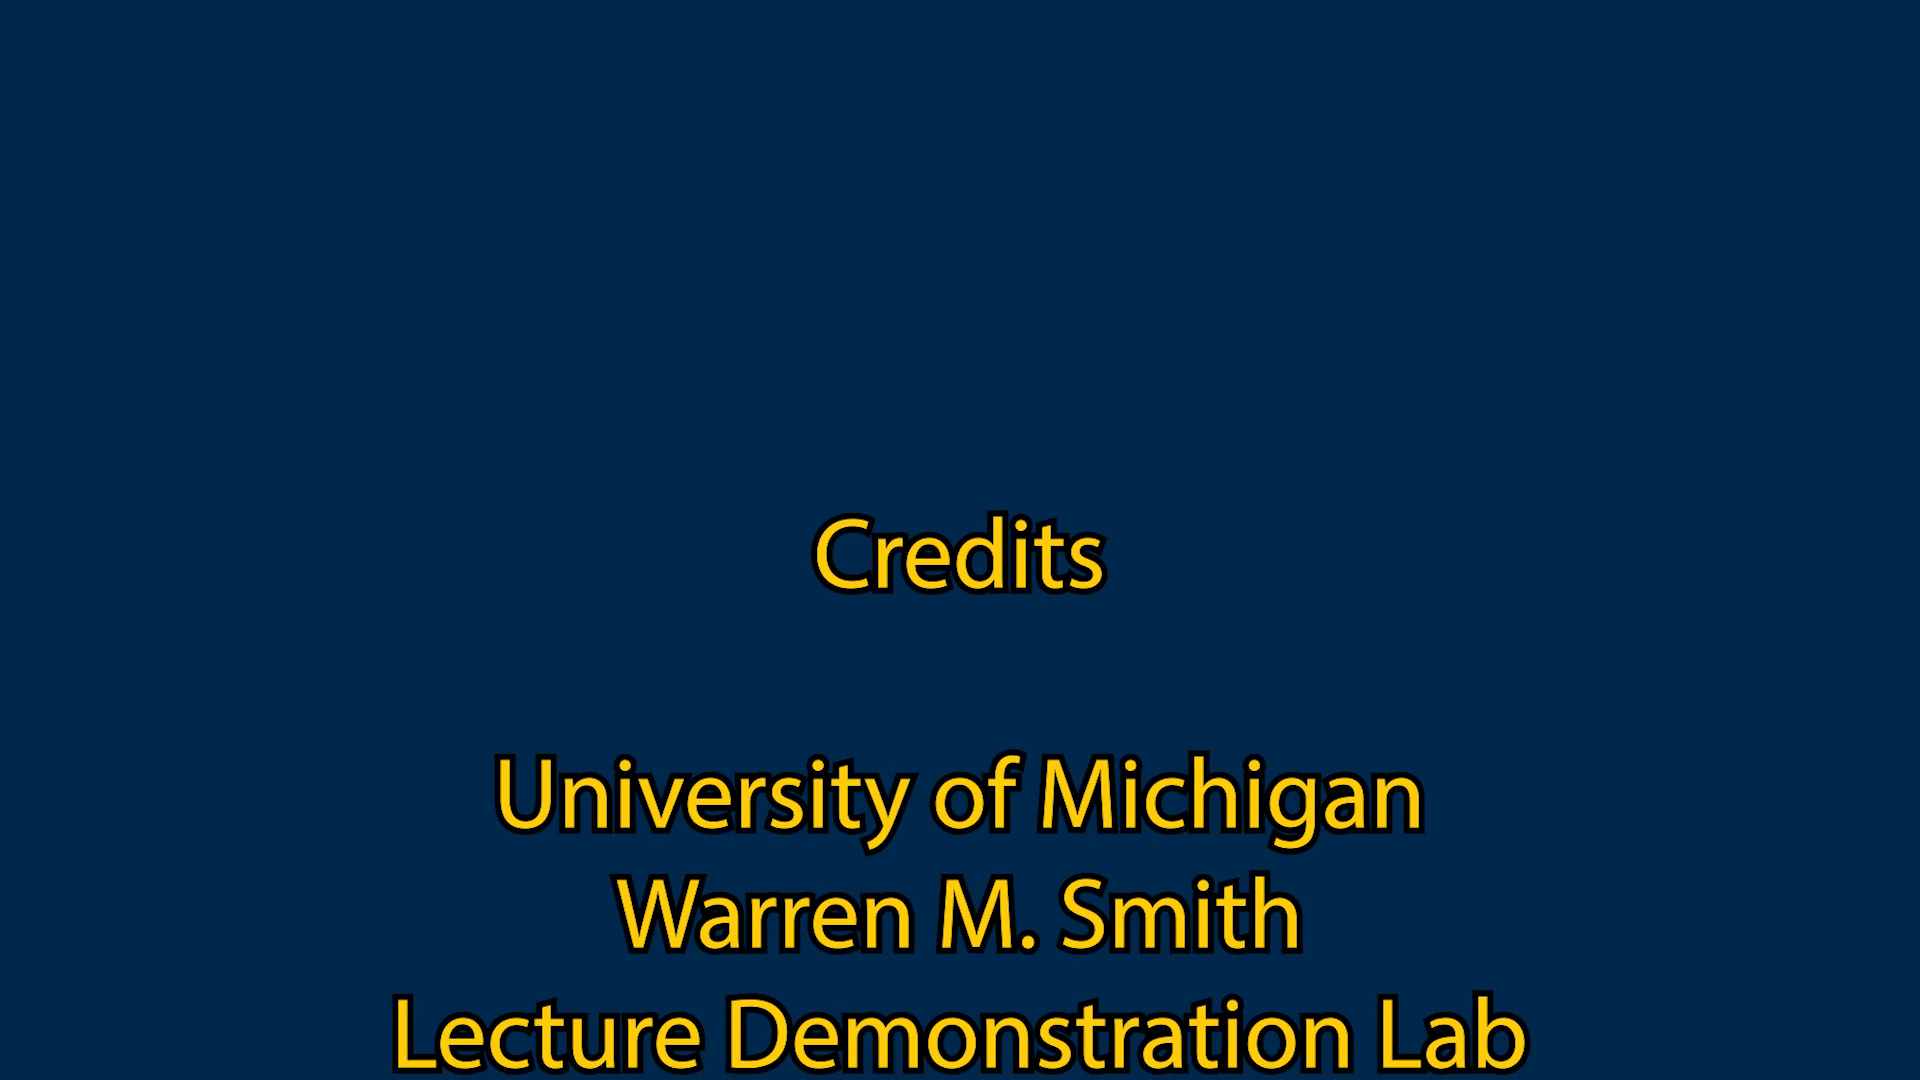 Credits
University of Michigan
Warren M. Smith
Lecture Demonstration Lab